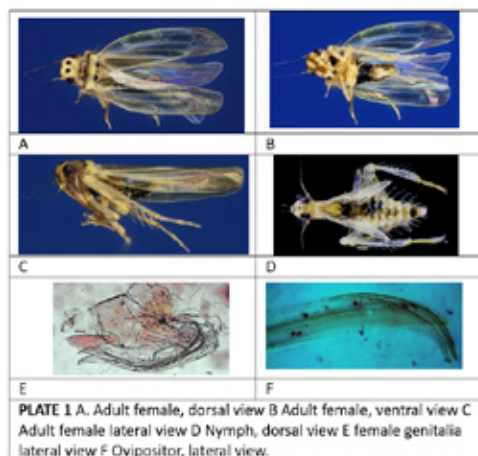 A
B
C
D
E
F
PLATE 1 A. Adult female, dorsal view B Adult female, ventral view C
Adult female lateral view D Nymph, dorsal view E female genitalia
lateral view F Ovipositor, lateral view.